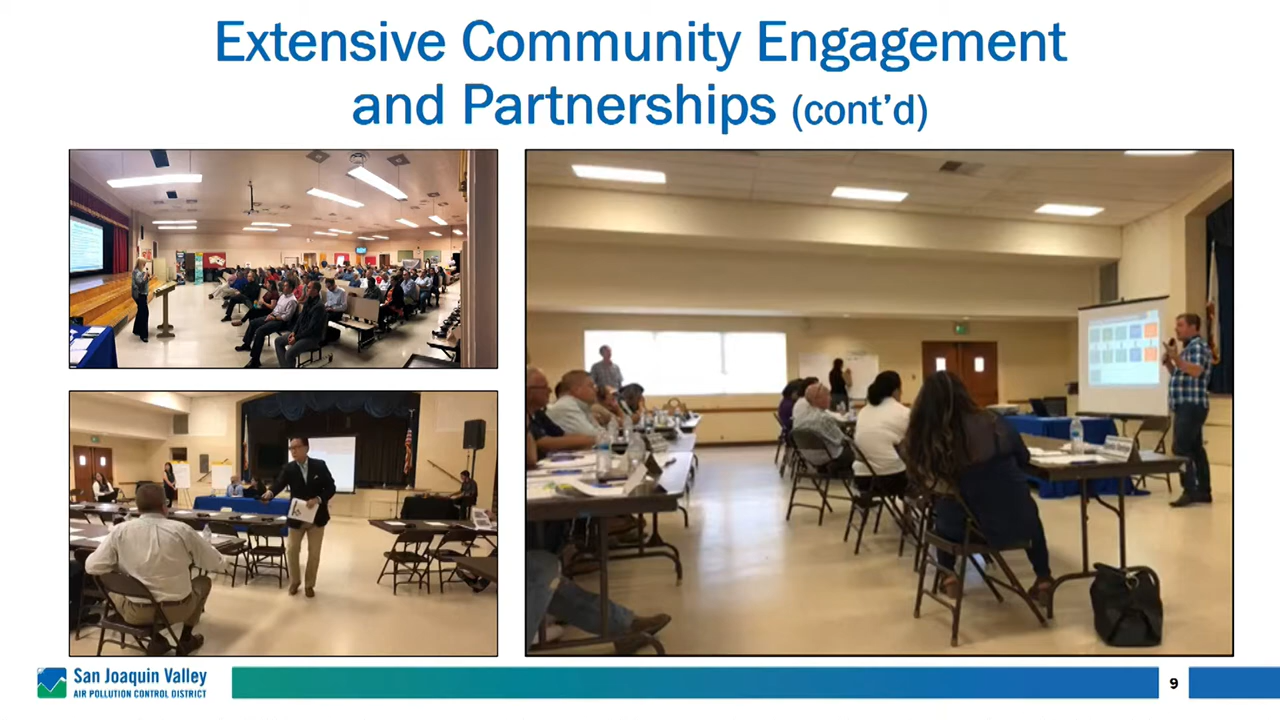 Extensive Community Engagement
and Partnerships (cont'd)
San Joaquin Valley
AIR POLLUTION CONTROL DISTRICT
9